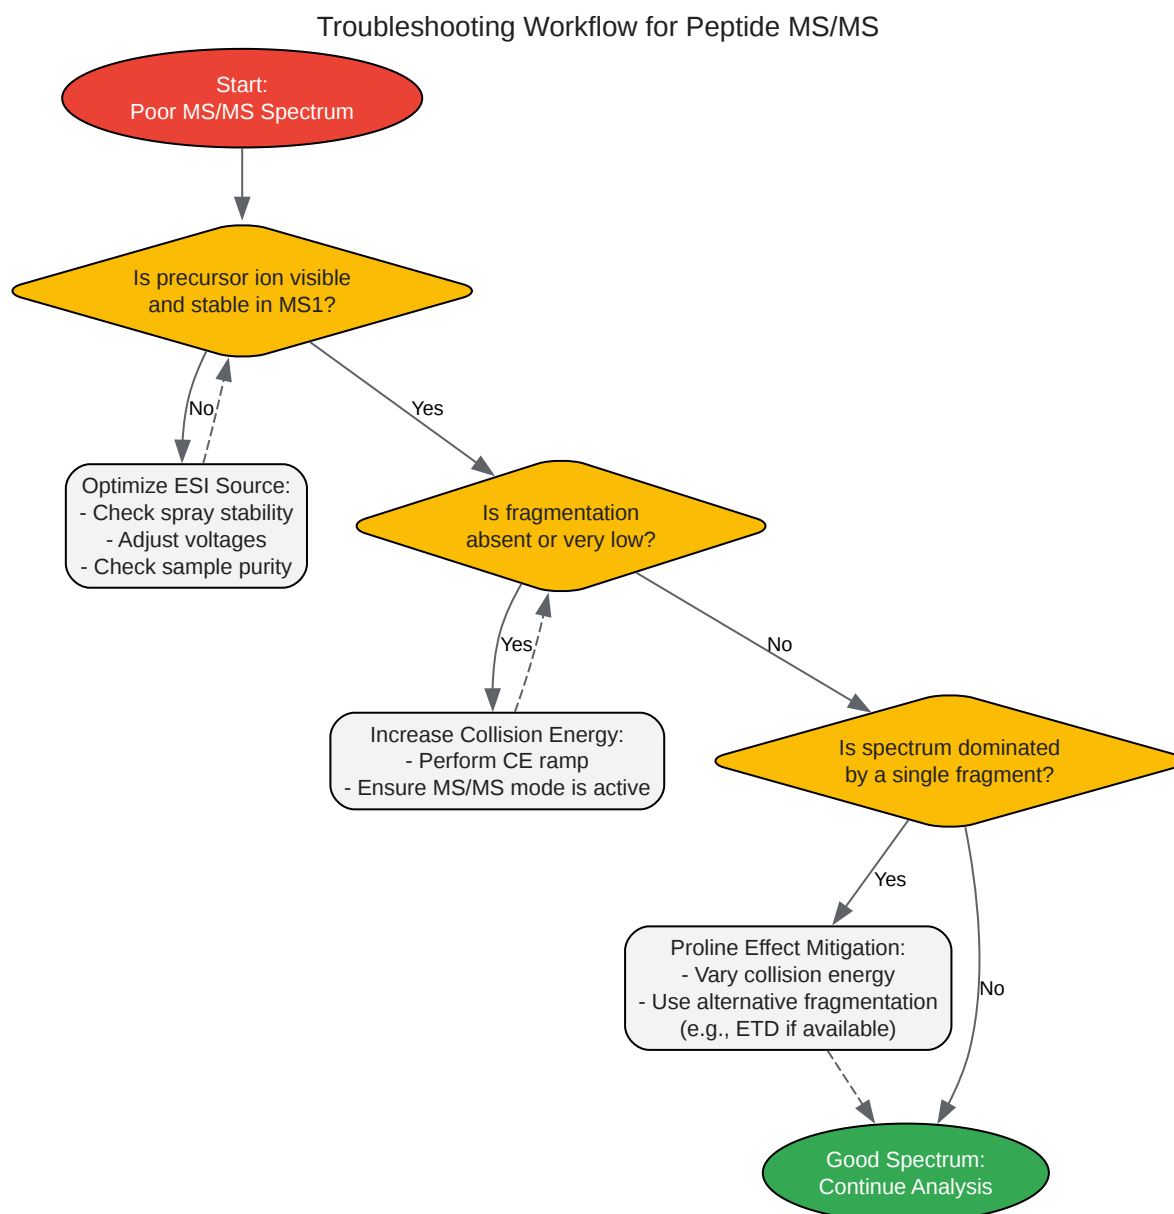 Troubleshooting Workflow for Peptide MS/MS
Start:
Poor MS/MS Spectrum
Is precursor ion visible
and stable in MS1?
No
Yes
Optimize ESI Source:
- Check spray stability
- Adjust voltages
- Check sample purity
Is fragmentation
absent or very low?
Yes
No
Increase Collision Energy:
- Perform CE ramp
- Ensure MS/MS mode is active
Is spectrum dominated
by a single fragment?
Yes
No
Proline Effect Mitigation:
- Vary collision energy
- Use alternative fragmentation
(e.g., ETD if available)
Good Spectrum:
Continue Analysis